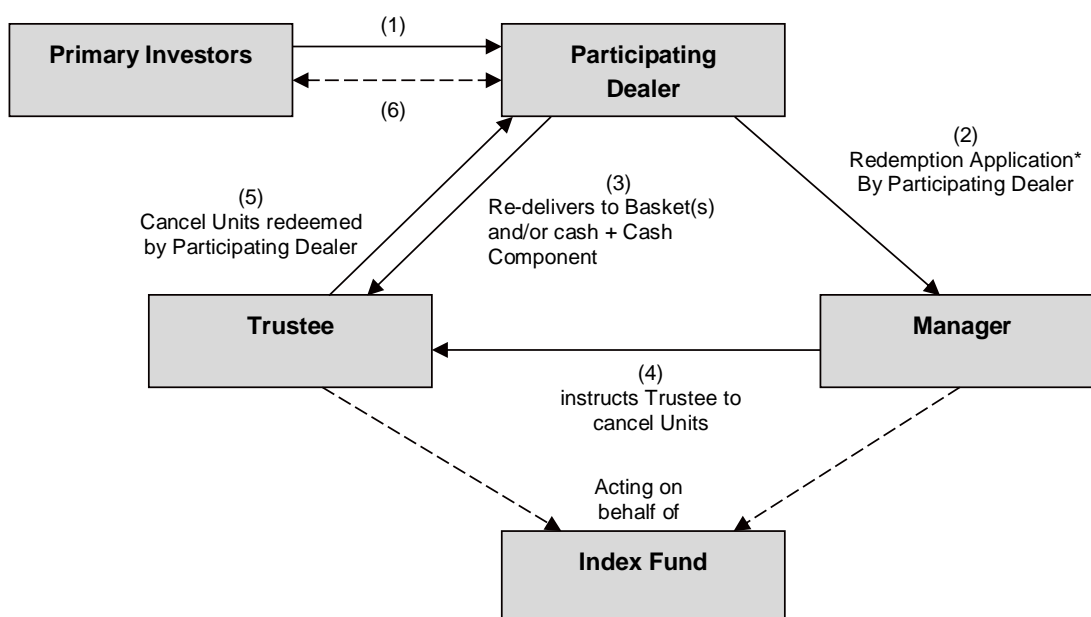 (1)
Primary Investors
Participating
Dealer
(6)
(2)
Redemption Application*
By Participating Dealer
(5)
Cancel Units redeemed
by Participating Dealer
(3)
Re-delivers to Basket(s)
and/or cash + Cash
Component
Trustee
Manager
(4)
instructs Trustee to
cancel Units
Acting on
behalf of
Index Fund